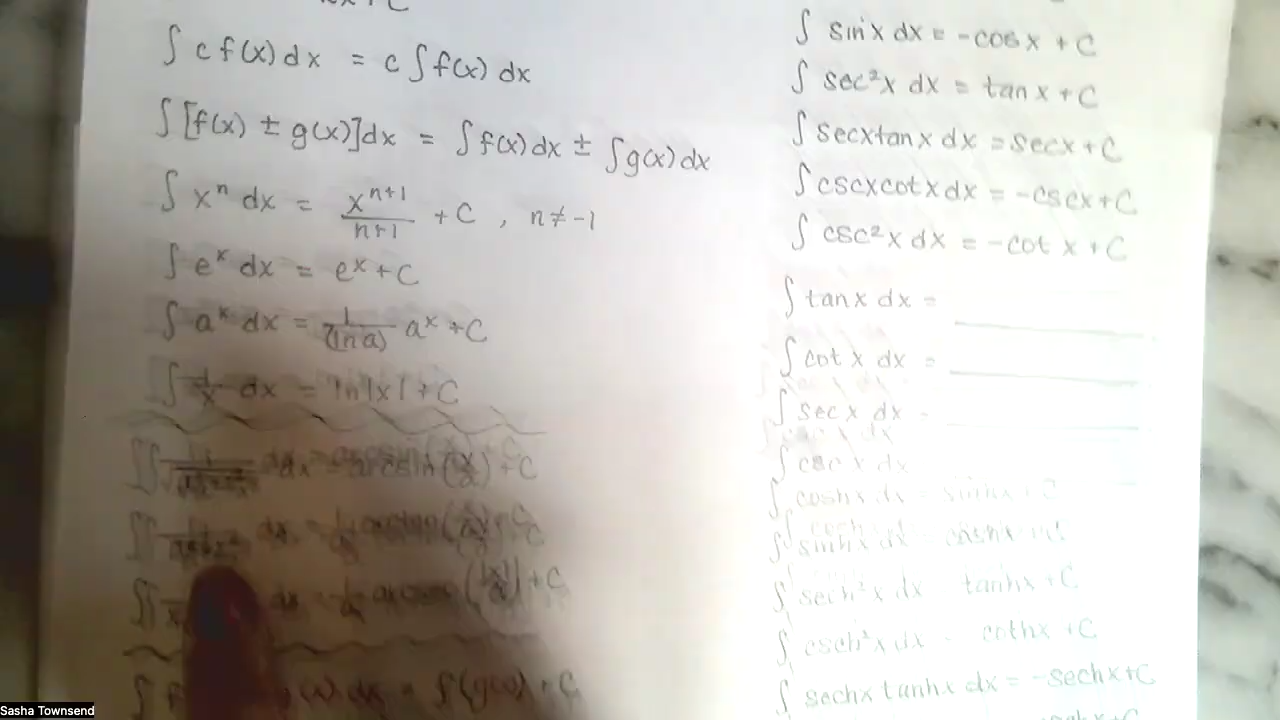 ∫ c f(x) dx = c ∫ f(x) dx
∫ [f(x) ± g(x)] dx = ∫ f(x) dx ± ∫ g(x) dx
∫ xⁿ dx = xⁿ⁺¹/(n+1) + C , n ≠ -1
∫ eˣ dx = eˣ + C
∫ aˣ dx = 1/(ln a) aˣ + C
∫ 1/x dx = ln|x| + C
dx = arcsin(x/a) + C
∫ sin x dx = -cos x + C
∫ sec²x dx = tan x + C
∫ sec x tan x dx = sec x + C
∫ csc x cot x dx = -csc x + C
∫ csc²x dx = -cot x + C
∫ tan x dx =
∫ cot x dx =
∫ sec x dx =
∫ csc x dx
∫ cosh x dx = sinh x + C
∫ sinh x dx = cosh x + C
∫ sech²x dx tanh x + C
∫ csch²x dx - coth x + C
∫ sech x tanh x dx = -sech x + C
Sasha Townsend